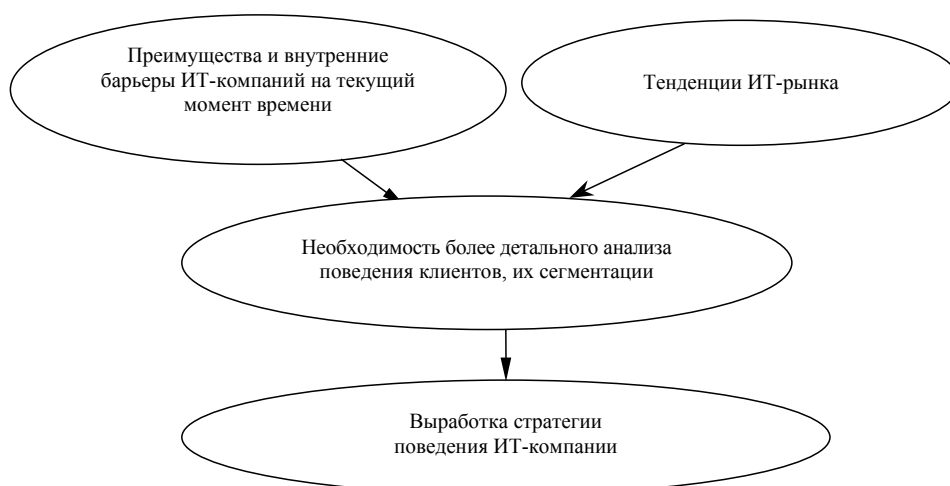 Преимущества и внутренние
барьеры ИТ-компаний на текущий
момент времени
Тенденции ИТ-рынка
Необходимость более детального анализа
поведения клиентов, их сегментации
Выработка стратегии
поведения ИТ-компании